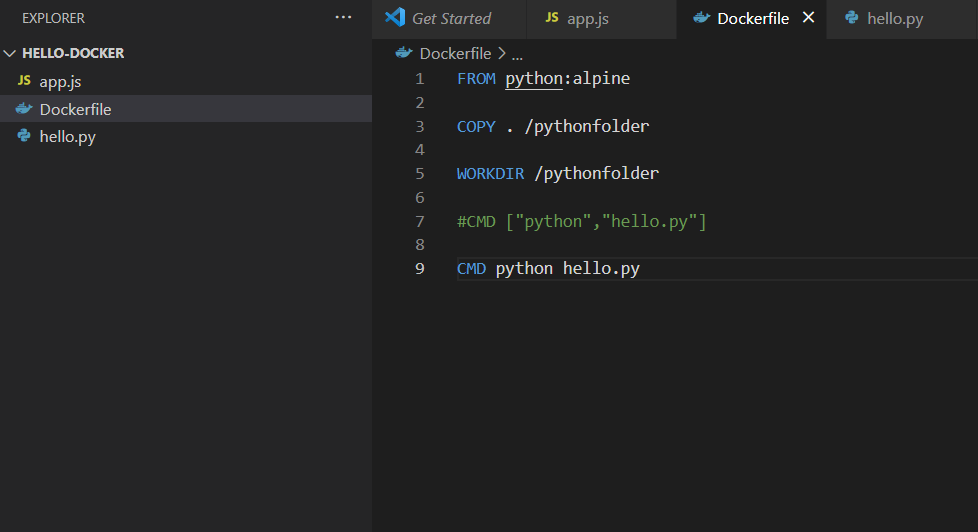 EXPLORER ...
HELLO-DOCKER
JS app.js
Dockerfile
hello.py
Get Started JS app.js Dockerfile hello.py
Dockerfile > ...
1 FROM python:alpine
2
3 COPY . /pythonfolder
4
5 WORKDIR /pythonfolder
6
7 #CMD ["python","hello.py"]
8
9 CMD python hello.py